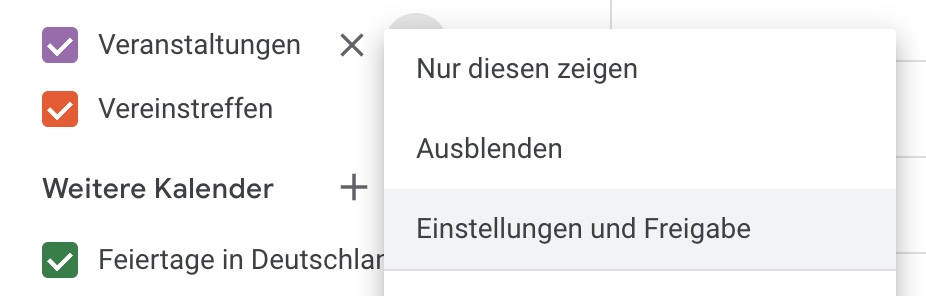 Veranstaltungen
Vereinstreffen
Weitere Kalender
Feiertage in Deutschlan
Nur diesen zeigen
Ausblenden
Einstellungen und Freigabe